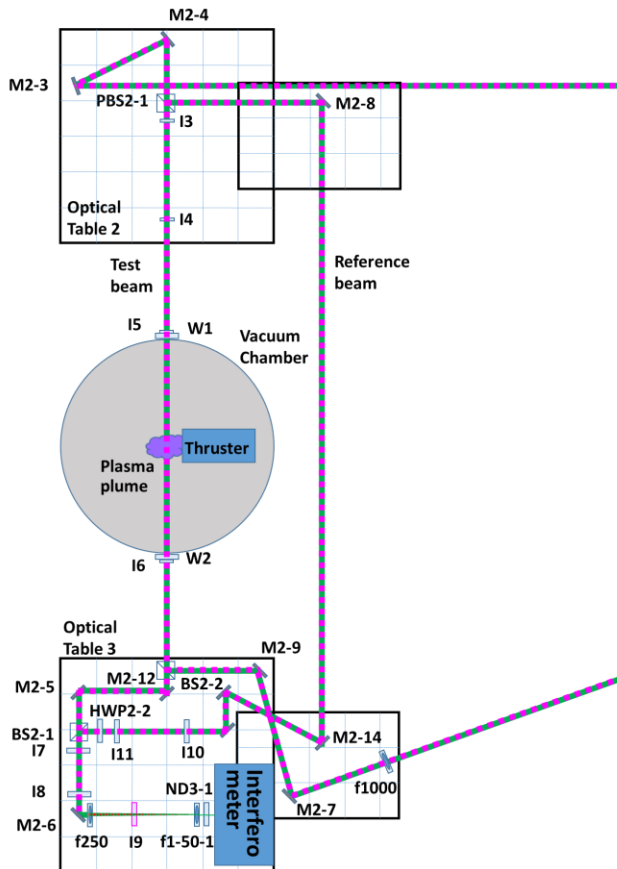 M2-4
M2-3
PBS2-1
M2-8
I3
Optical
Table 2
I4
Test
beam
Reference
beam
I5
W1
Vacuum
Chamber
Thruster
Plasma
plume
I6
W2
Optical
Table 3
M2-9
M2-12
BS2-2
M2-5
HWP2-2
BS2-1
M2-14
I7
I11
I10
f1000
I8
ND3-1
M2-7
Interfero
meter
M2-6
f250
I9
f1-50-1